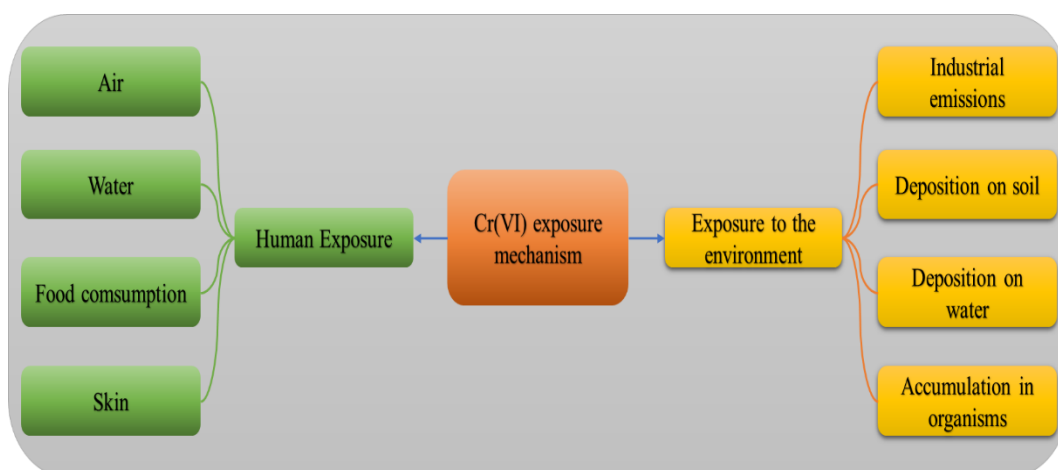 Air
Water
Food comsumption
Skin
Human Exposure
Cr(VI) exposure
mechanism
Exposure to the
environment
Industrial
emissions
Deposition on soil
Deposition on
water
Accumulation in
organisms